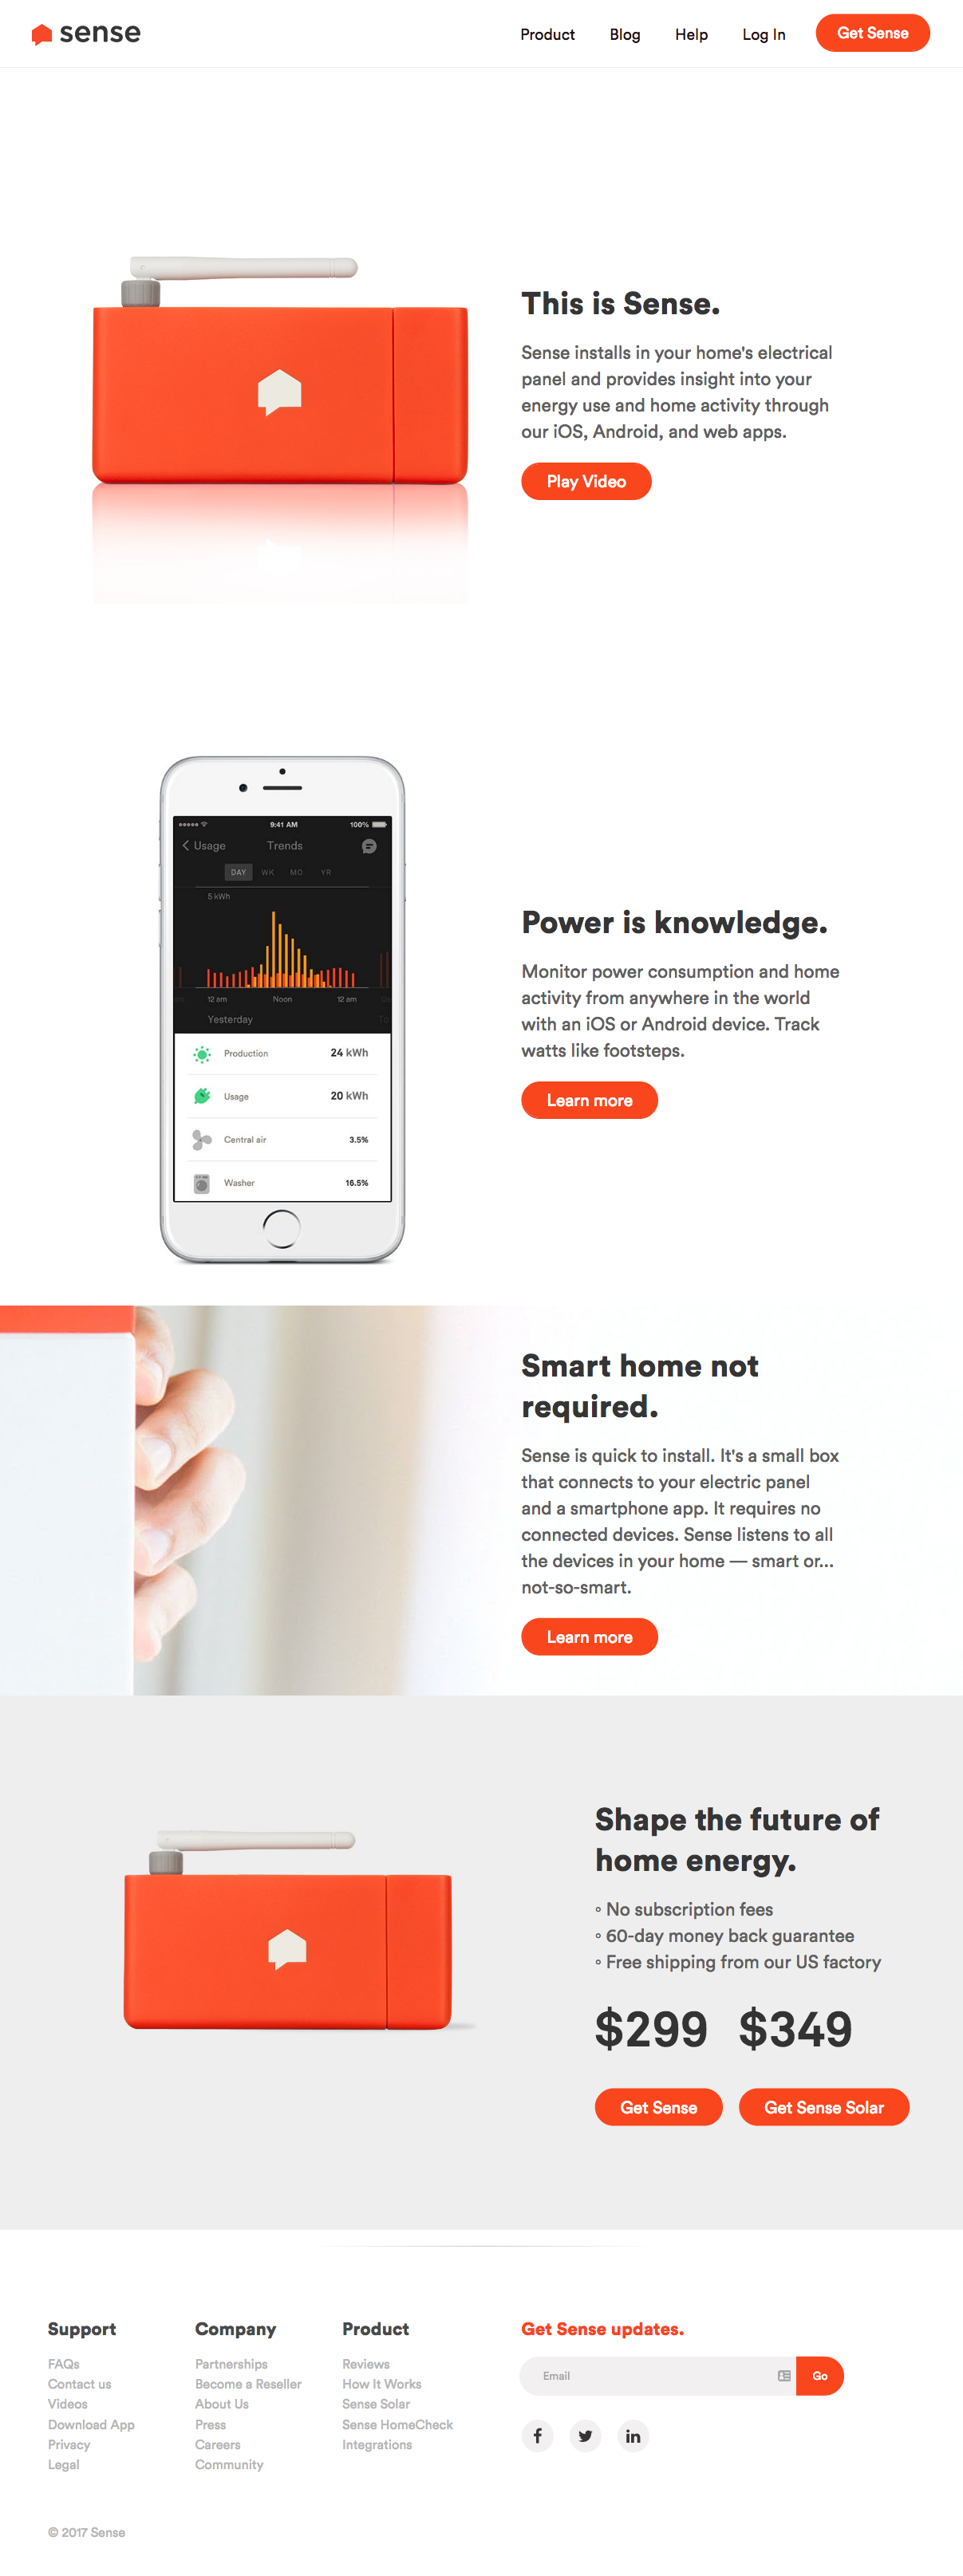 sense
Product
Blog
Help
Log In
Get Sense
This is Sense.
Sense installs in your home's electrical
panel and provides insight into your
energy use and home activity through
our iOS, Android, and web apps.
Play Video
9:41 AM
100%
Usage
Trends
DAY
WK
MO
YR
5 kWh
12 am
Noon
12 am
Yesterday
To
Production
24 kWh
Usage
20 kWh
Central air
3.5%
Washer
16.5%
Power is knowledge.
Monitor power consumption and home
activity from anywhere in the world
with an iOS or Android device. Track
watts like footsteps.
Learn more
Smart home not
required.
Sense is quick to install. It's a small box
that connects to your electric panel
and a smartphone app. It requires no
connected devices. Sense listens to all
the devices in your home — smart or...
not-so-smart.
Learn more
Shape the future of
home energy.
◦ No subscription fees
◦ 60-day money back guarantee
◦ Free shipping from our US factory
$299
$349
Get Sense
Get Sense Solar
Support
FAQs
Contact us
Videos
Download App
Privacy
Legal
Company
Partnerships
Become a Reseller
About Us
Press
Careers
Community
Product
Reviews
How It Works
Sense Solar
Sense HomeCheck
Integrations
Get Sense updates.
Email
Go
© 2017 Sense